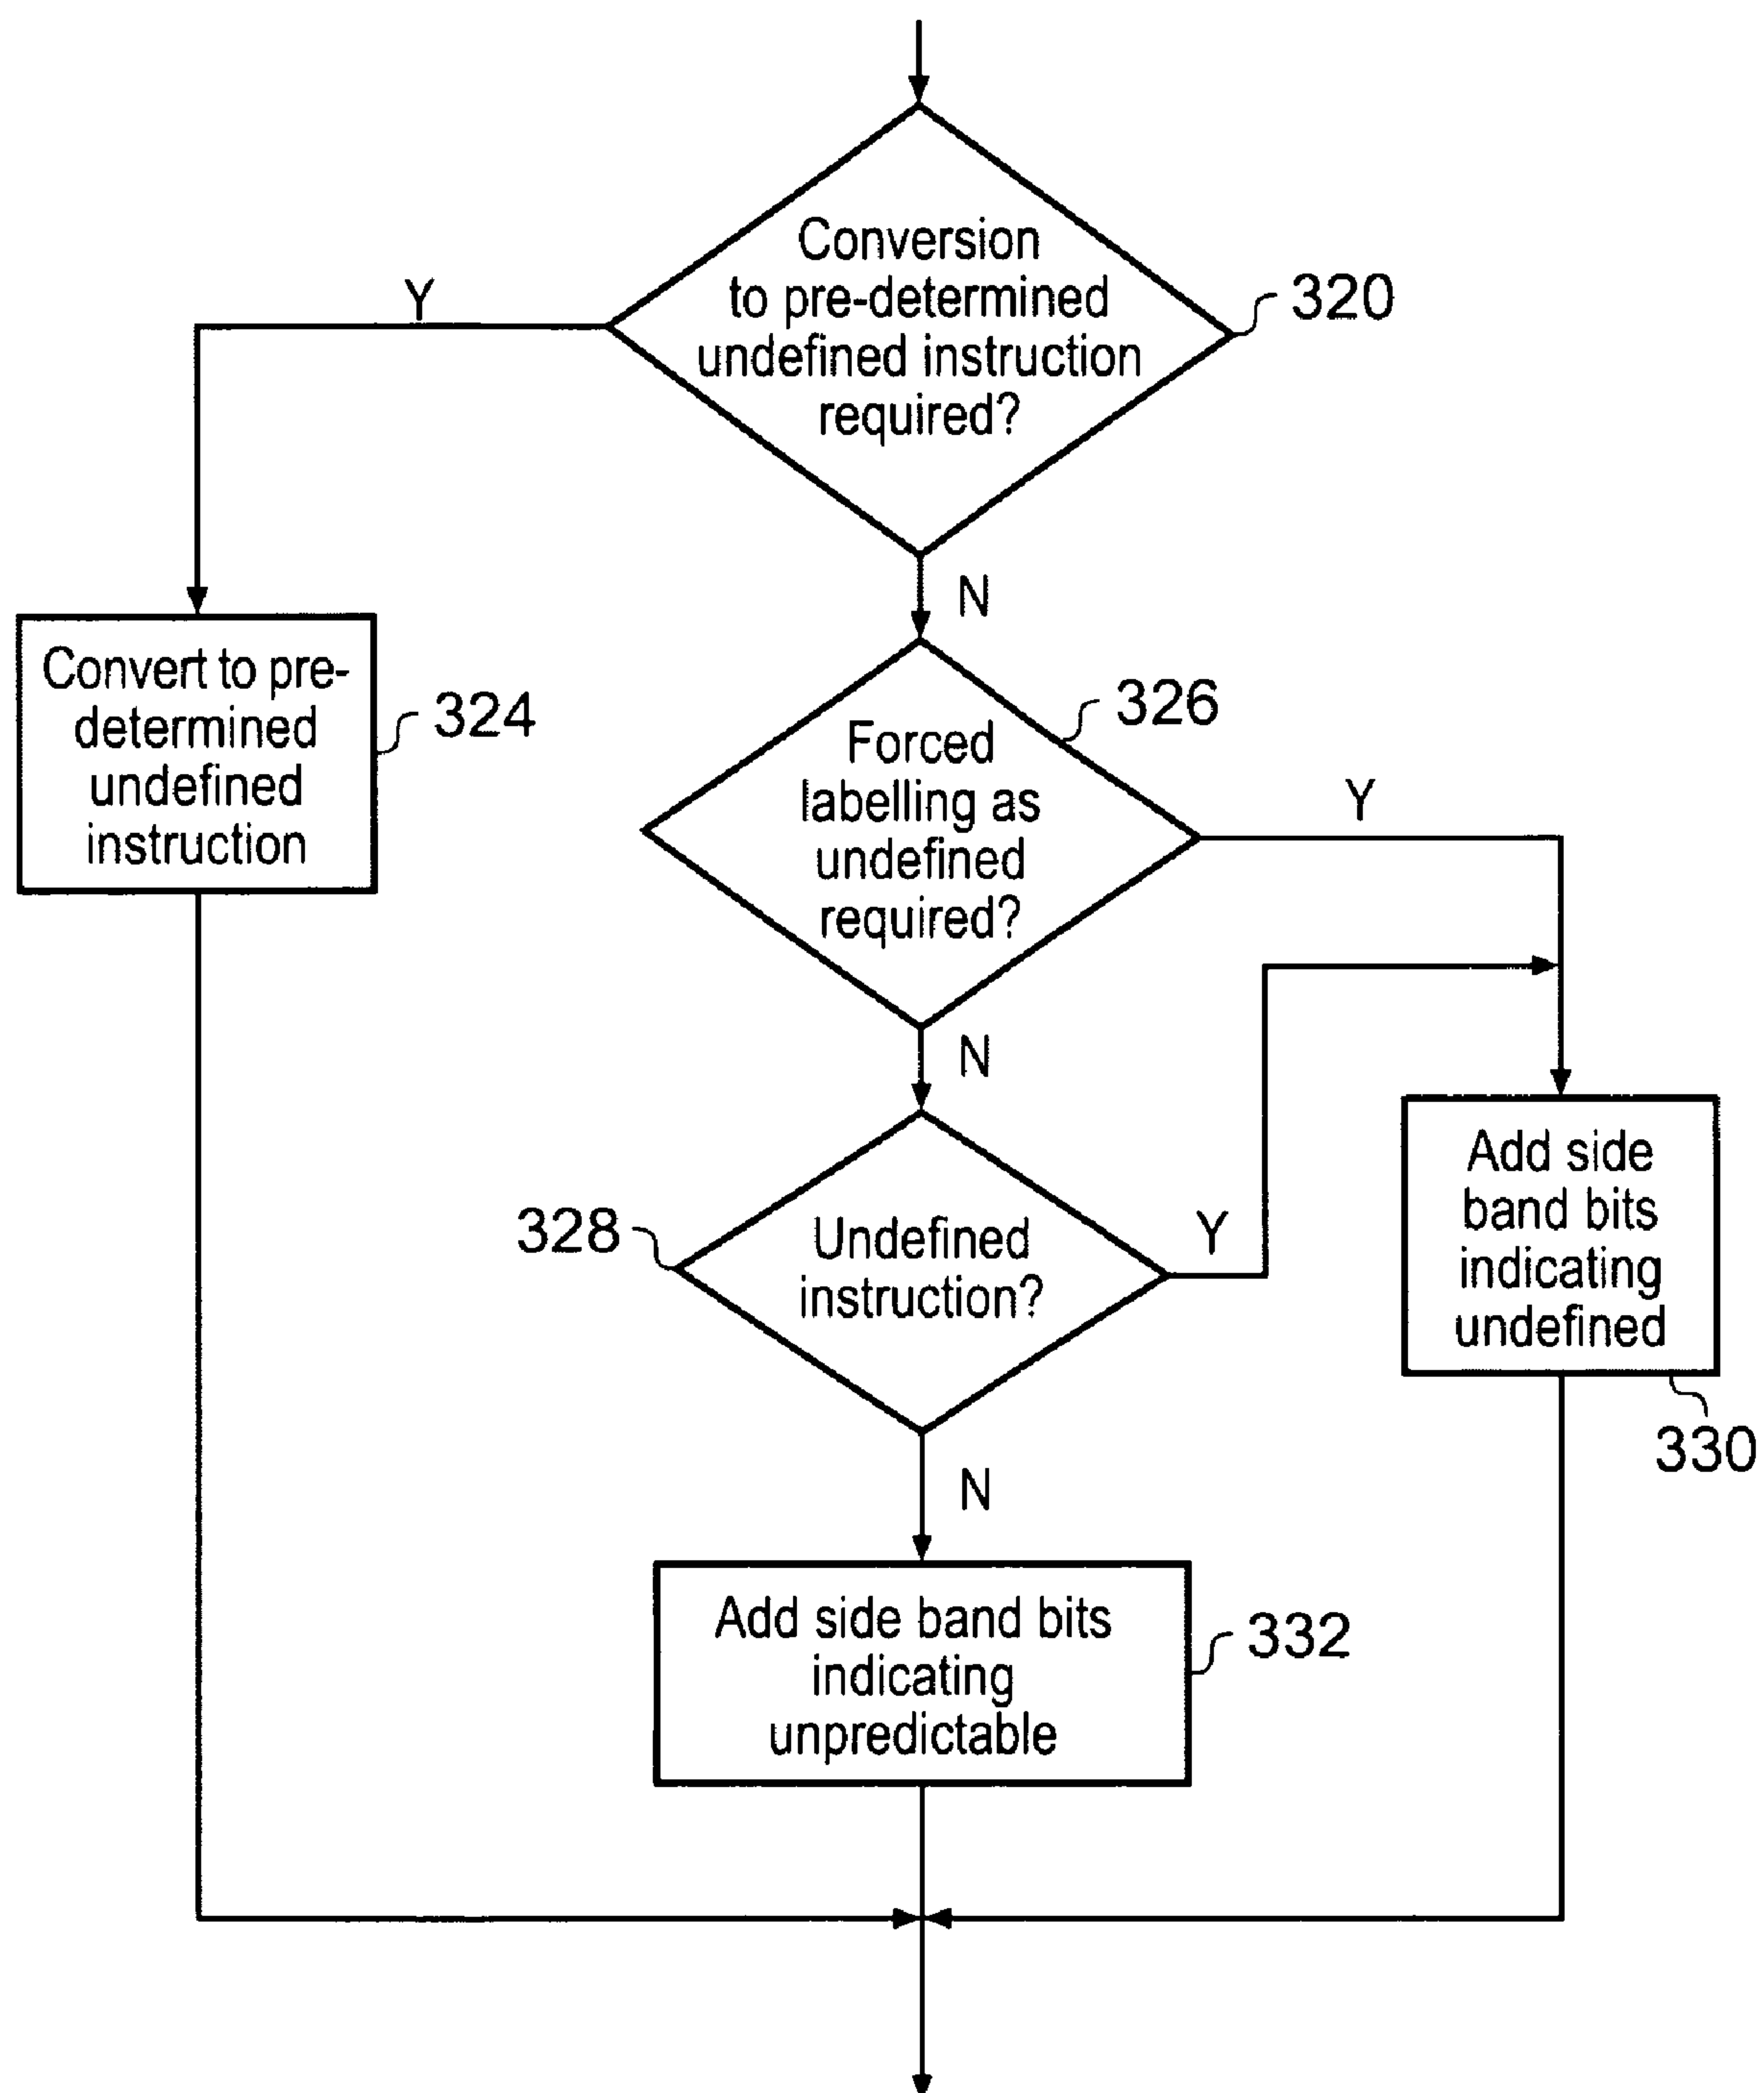 Conversion
to pre-determined
undefined instruction
required?
320
Y
N
Convert to pre-
determined
undefined
instruction
324
326
Forced
labelling as
undefined
required?
Y
N
328
Undefined
instruction?
Y
Add side
band bits
indicating
undefined
330
N
Add side band bits
indicating
unpredictable
332